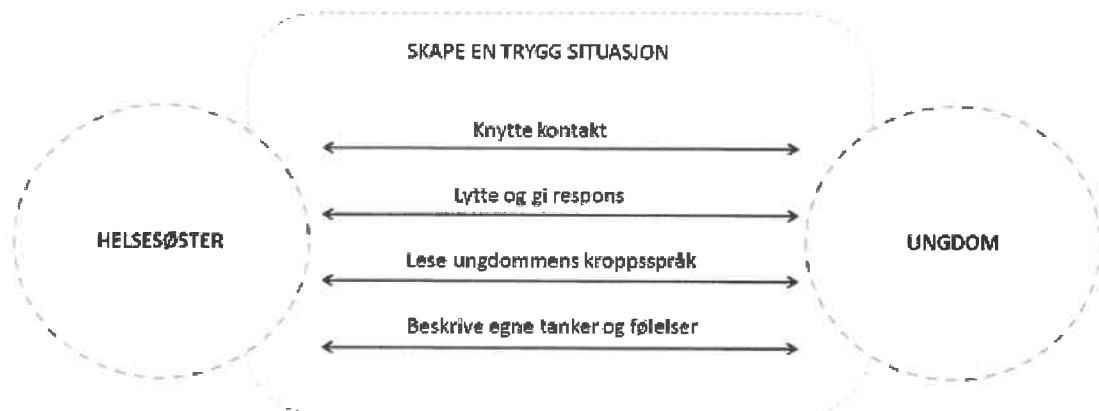 SKAPE EN TRYGG SITUASJON
Knytte kontakt
Lytte og gi respons
HELSESØSTER
UNGDOM
Lese ungdommens kroppsspråk
Beskrive egne tanker og følelser